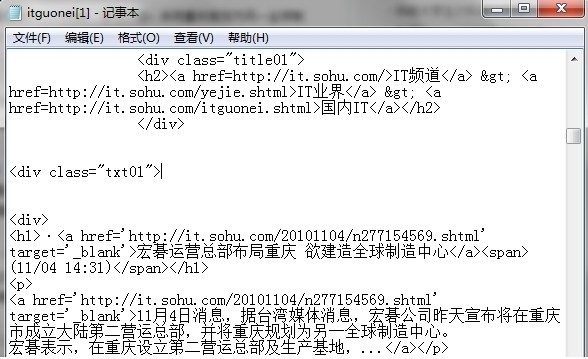 itguonei[1] - 记事本
文件(F) 编辑(E) 格式(O) 查看(V) 帮助(H)
<div class="title01">
<h2><a href=http://it.sohu.com/>IT频道</a> &gt; <a
href=http://it.sohu.com/yejie.shtml>IT业界</a> &gt; <a
href=http://it.sohu.com/itguonei.shtml>国内IT</a></h2>
</div>
<div class="txt01">
<div>
<h1>·<a href='http://it.sohu.com/20101104/n277154569.shtml'
target='_blank'>宏碁运营总部布局重庆 欲建造全球制造中心</a><span>
(11/04 14:31)</span></h1>
<p>
<a href='http://it.sohu.com/20101104/n277154569.shtml'
target='_blank'>11月4日消息，据台湾媒体消息，宏碁公司昨天宣布将在重庆
市成立大陆第二营运总部，并将重庆规划为另一全球制造中心。
宏碁表示，在重庆设立第二营运总部及生产基地，...</a></p>